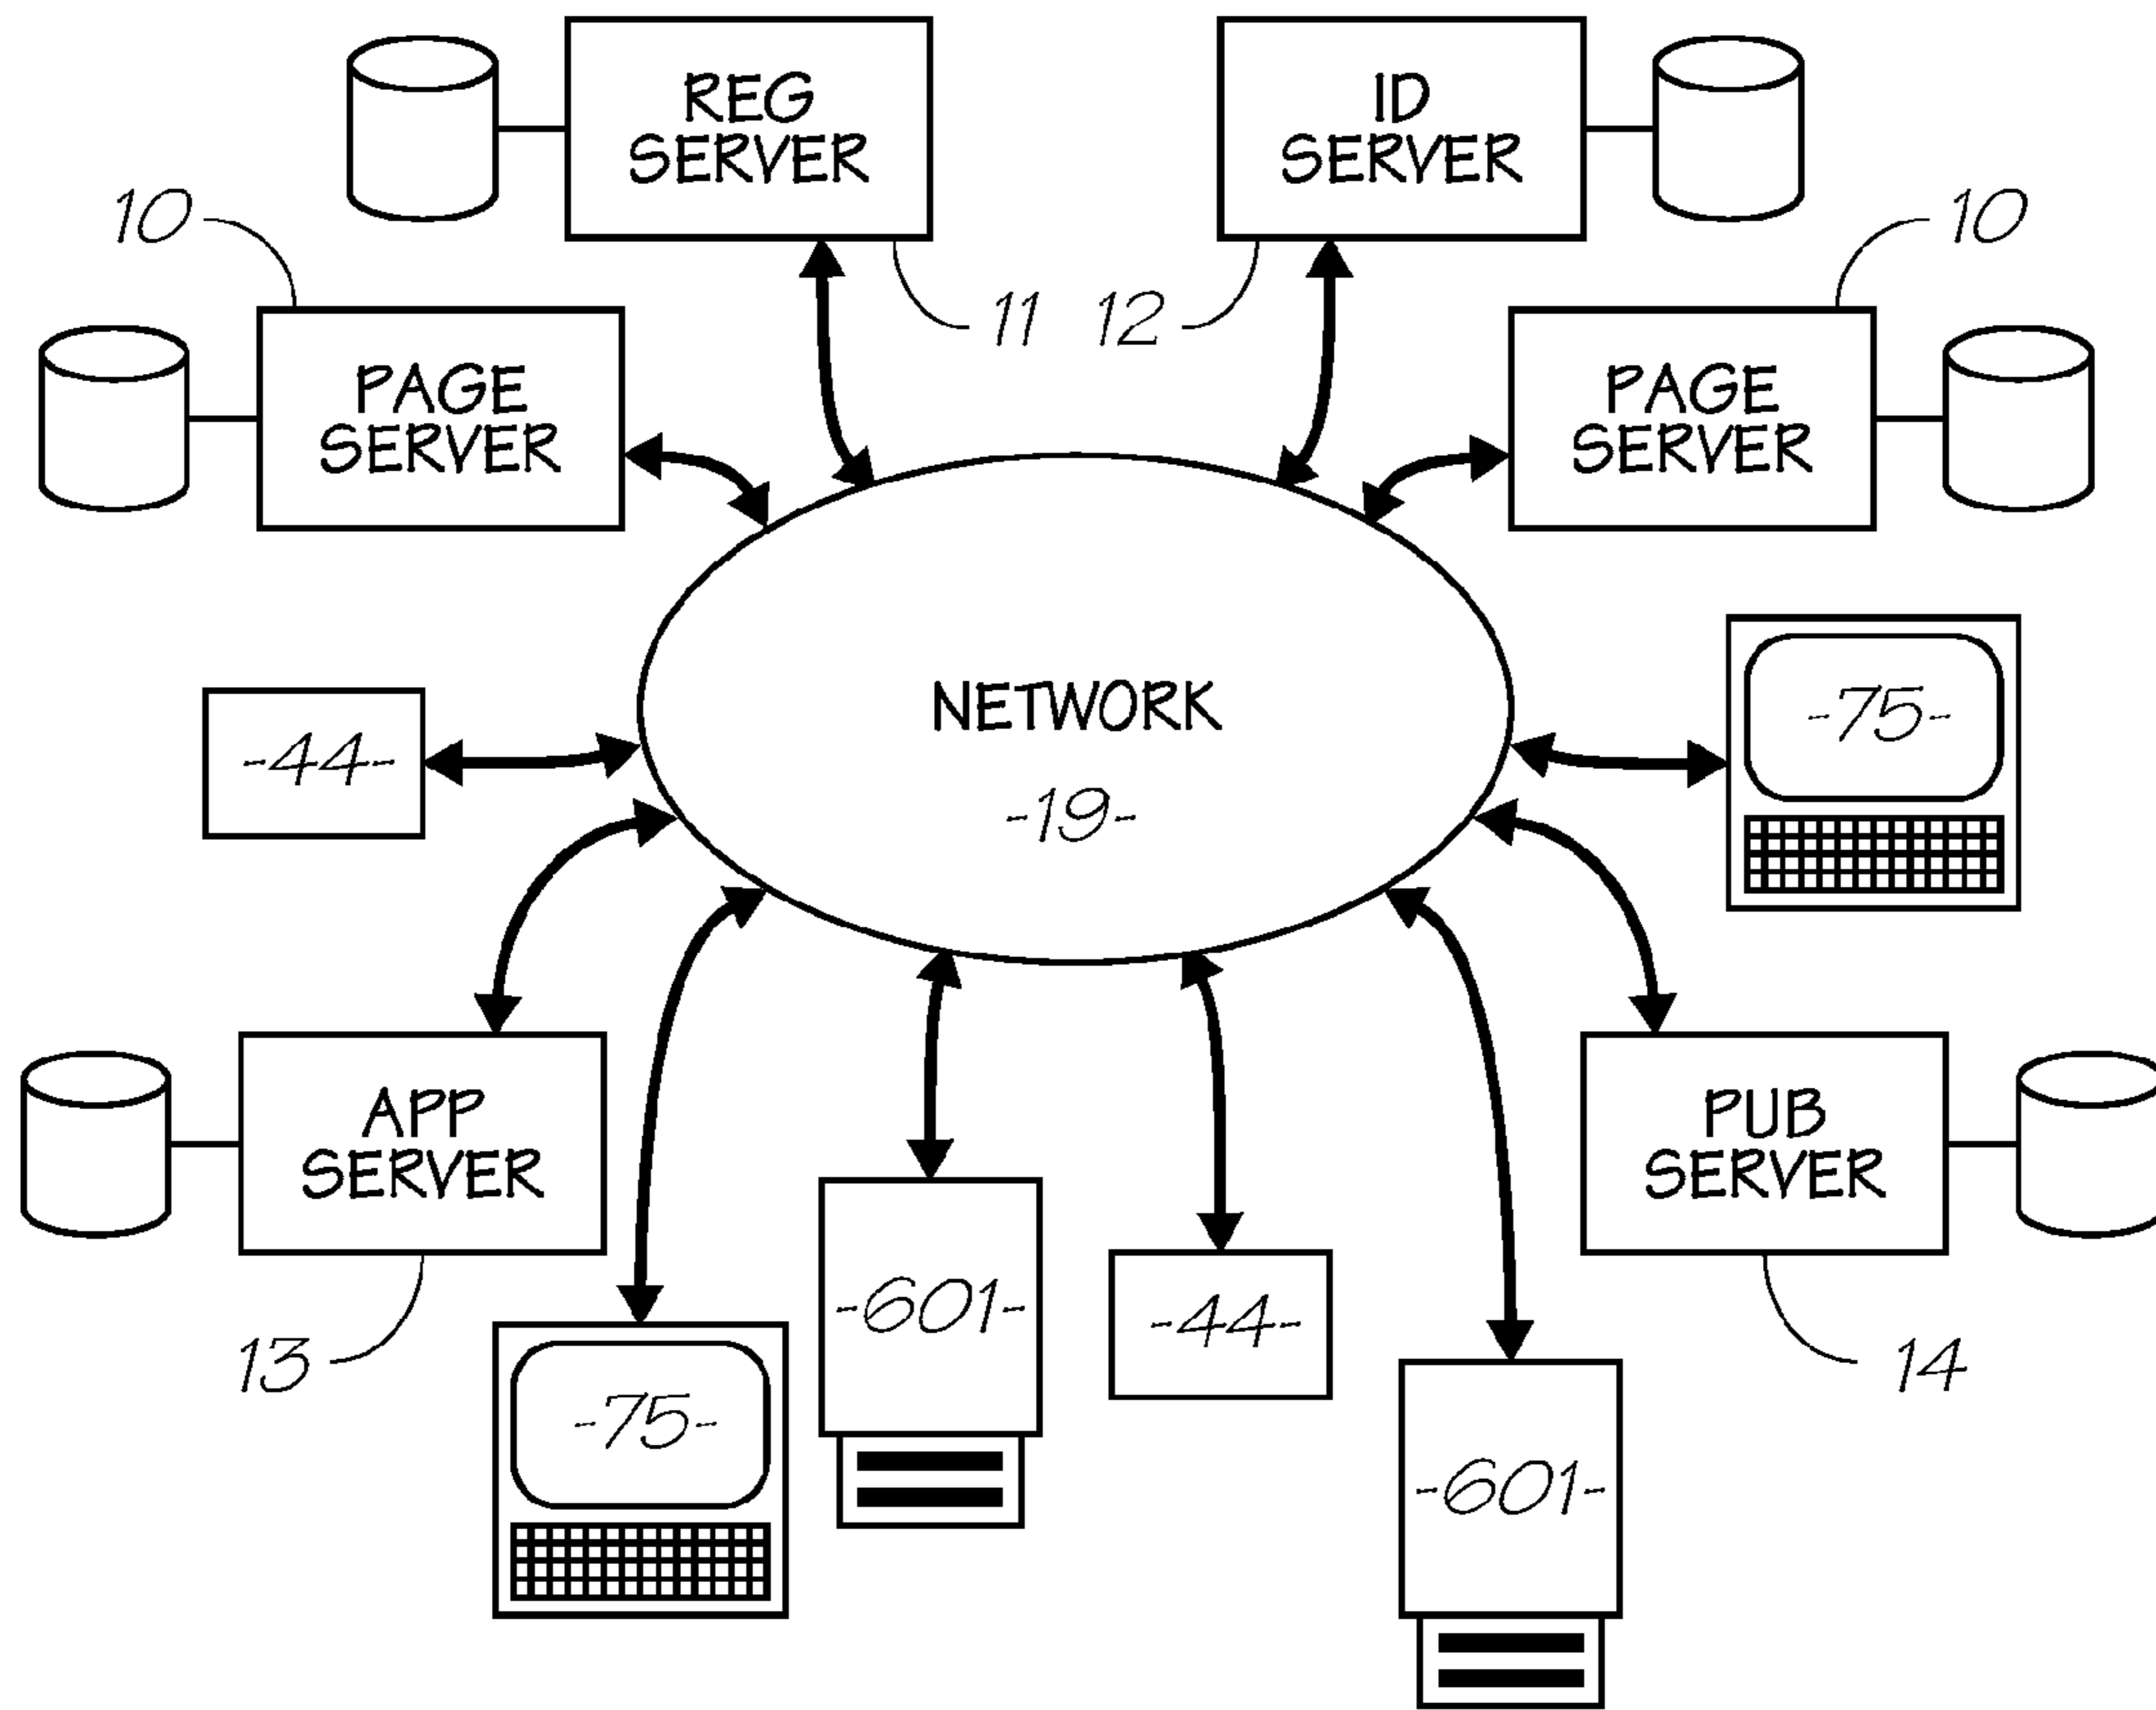 REG
SERVER
ID
SERVER
10
10
11
12
PAGE
SERVER
PAGE
SERVER
NETWORK
-19-
-75-
-44-
APP
SERVER
PUB
SERVER
-601-
-44-
13
14
-75-
-601-